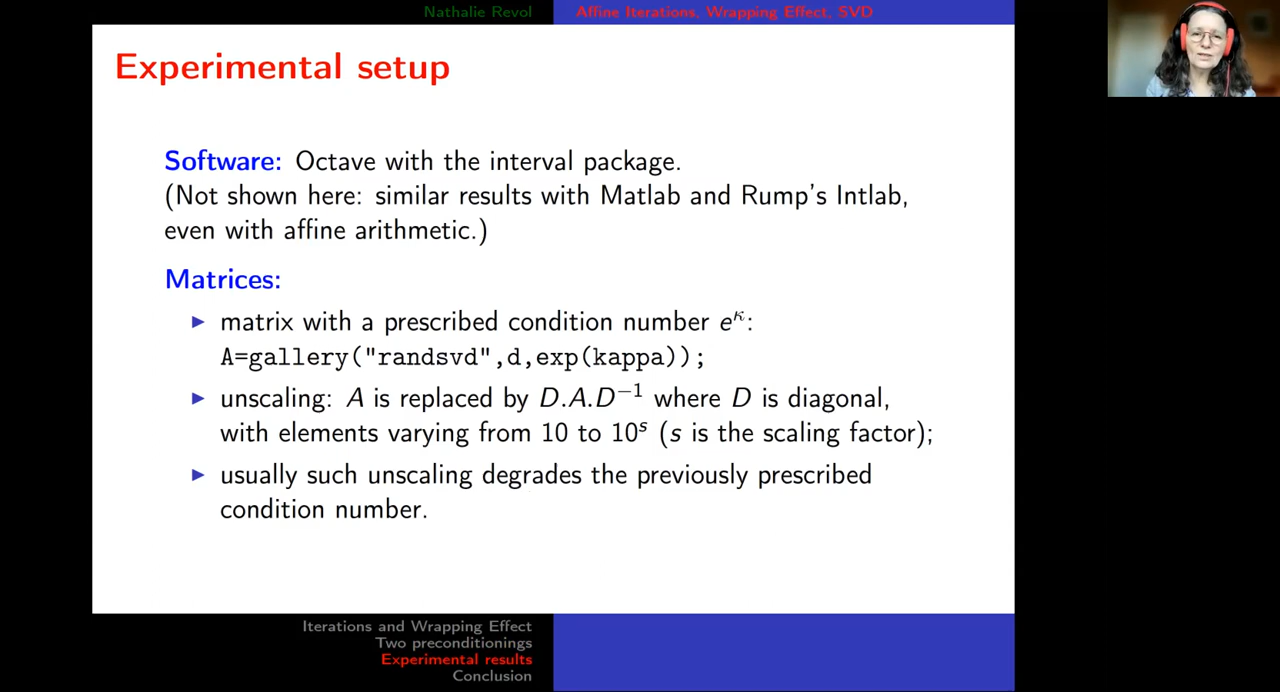 Nathalie Revol
Affine Iterations, Wrapping Effect, SVD
Experimental setup
Software: Octave with the interval package.
(Not shown here: similar results with Matlab and Rump's Intlab,
even with affine arithmetic.)
Matrices:
▶ matrix with a prescribed condition number e^κ:
A=gallery("randsvd",d,exp(kappa));
▶ unscaling: A is replaced by D.A.D⁻¹ where D is diagonal,
with elements varying from 10 to 10^s (s is the scaling factor);
▶ usually such unscaling degrades the previously prescribed
condition number.
Iterations and Wrapping Effect
Two preconditionings
Experimental results
Conclusion